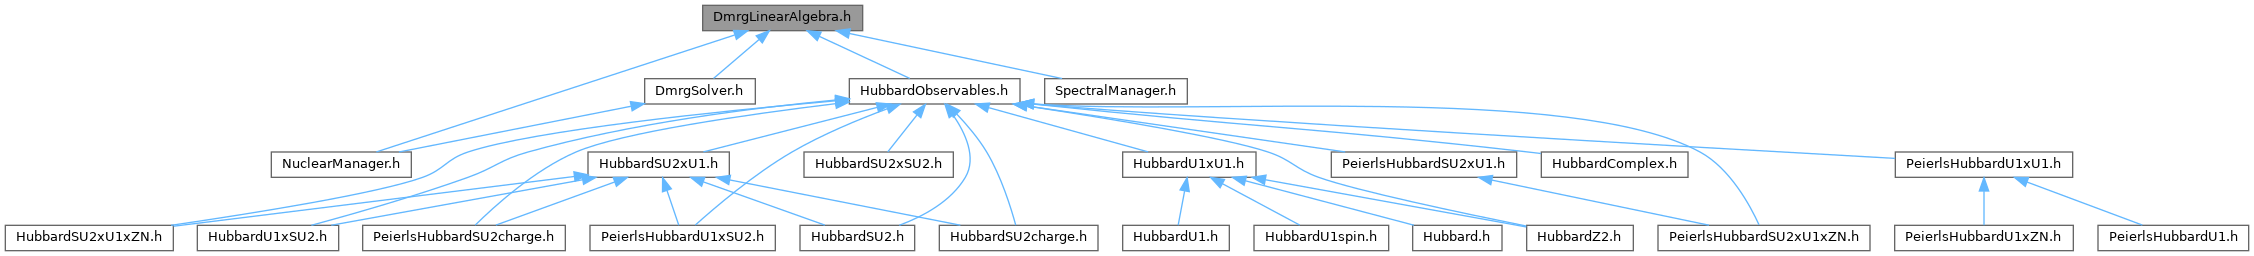 DmrgLinearAlgebra.h
DmrgSolver.h
HubbardObservables.h
SpectralManager.h
NuclearManager.h
HubbardSU2xU1.h
HubbardSU2xSU2.h
HubbardU1xU1.h
PeierlsHubbardSU2xU1.h
HubbardComplex.h
PeierlsHubbardU1xU1.h
HubbardSU2xU1xZN.h
HubbardU1xSU2.h
PeierlsHubbardSU2charge.h
PeierlsHubbardU1xSU2.h
HubbardSU2.h
HubbardSU2charge.h
HubbardU1.h
HubbardU1spin.h
Hubbard.h
HubbardZ2.h
PeierlsHubbardSU2xU1xZN.h
PeierlsHubbardU1xZN.h
PeierlsHubbardU1.h